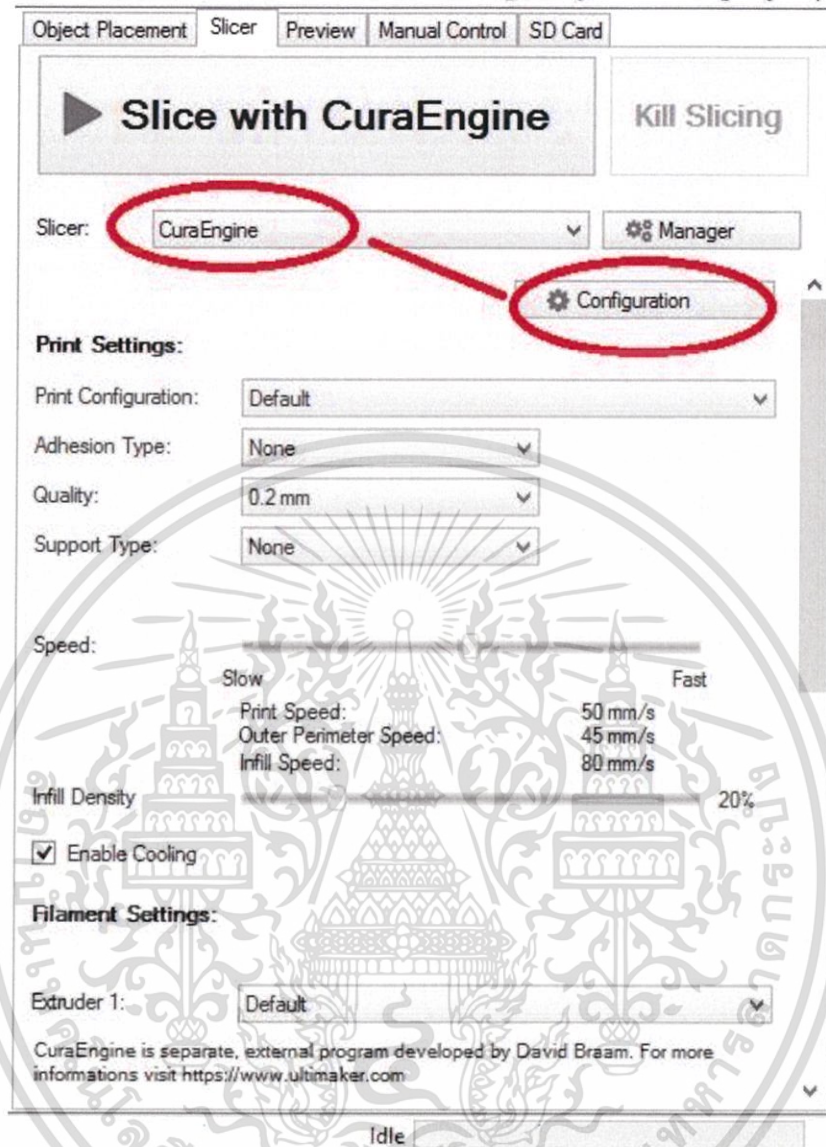 Object Placement Slicer Preview Manual Control SD Card
Slice with CuraEngine Kill Slicing
Slicer: CuraEngine Manager
Configuration
Print Settings:
Print Configuration: Default
Adhesion Type: None
Quality: 0.2 mm
Support Type: None
Speed:
Slow Fast
Print Speed: 50 mm/s
Outer Perimeter Speed: 45 mm/s
Infill Speed: 80 mm/s
Infill Density 20%
Enable Cooling
Filament Settings:
Extruder 1: Default
CuraEngine is separate, external program developed by David Braam. For more
informations visit https://www.ultimaker.com
Idle